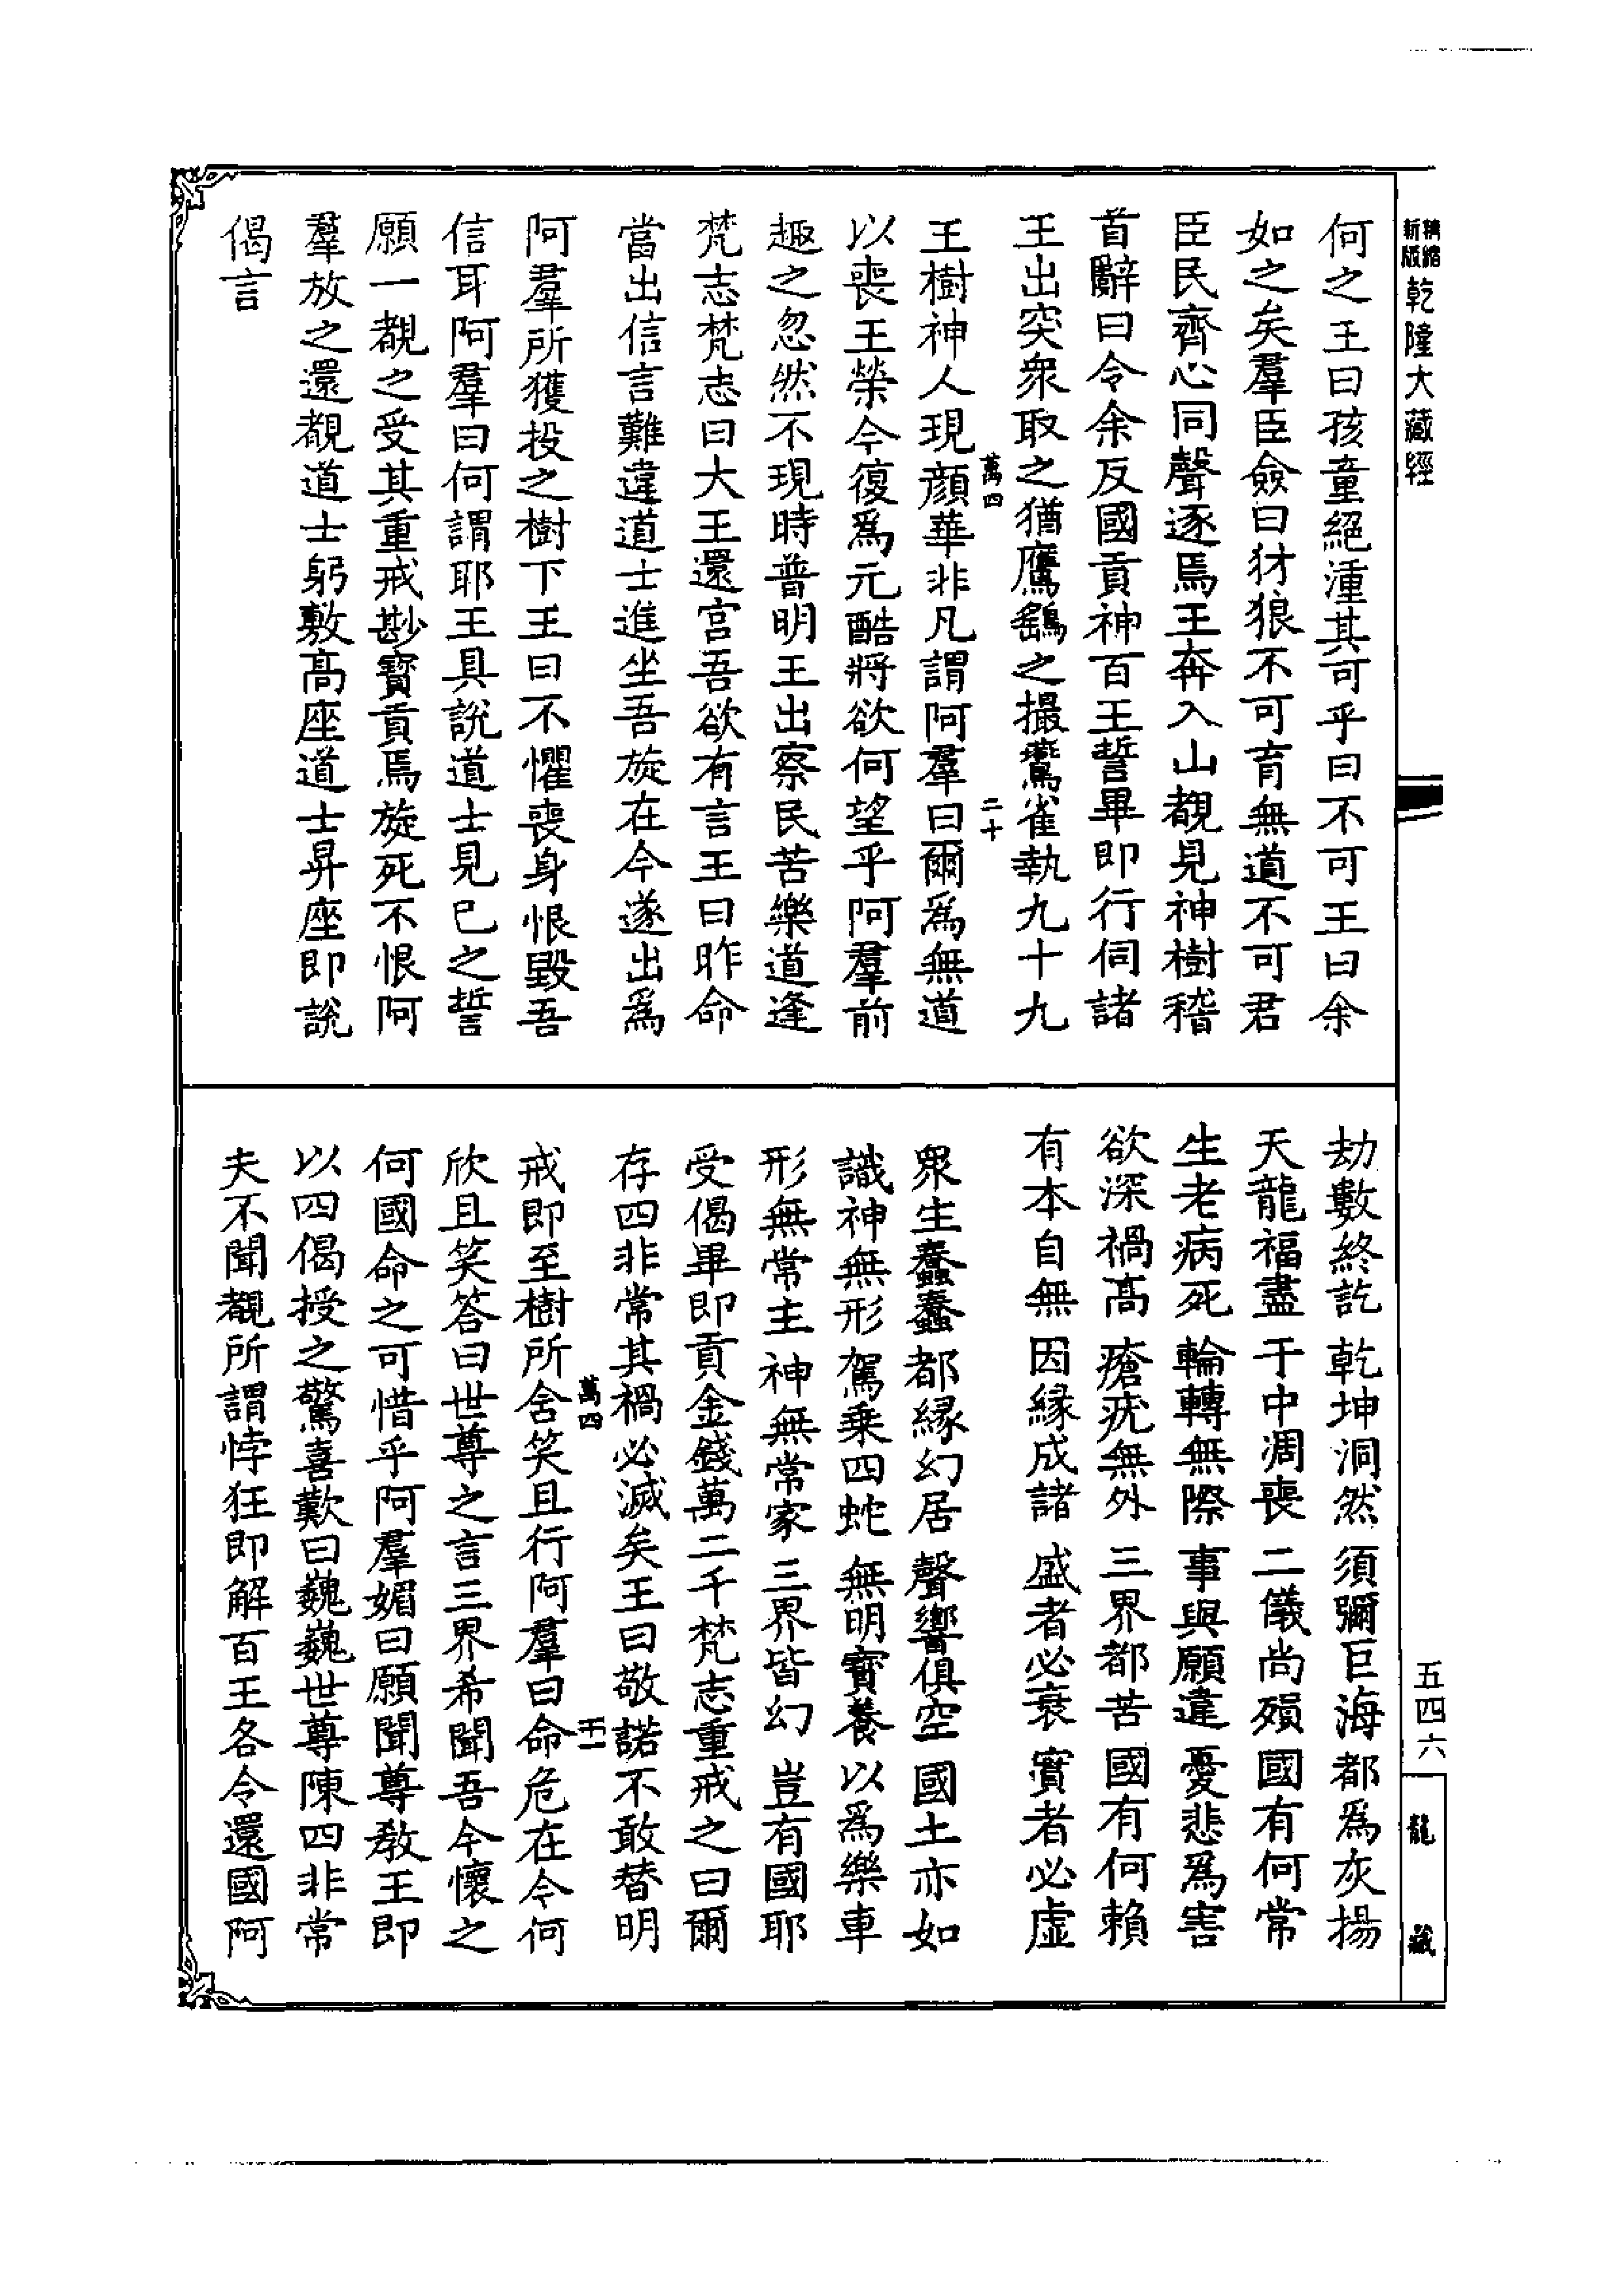 精縮新版乾隆大藏經
何之王曰孩童絕湩其可乎曰不可王曰余
如之矣羣臣僉曰犲狼不可育無道不可君
臣民齊心同聲逐焉王奔入山覩見神樹稽
首辭曰令余反國貢神百王誓畢即行伺諸
王出突衆取之猶鷹鷂之撮鷰雀執九十九
萬四 二十
王樹神人現顏華非凡謂阿羣曰爾爲無道
以喪王榮今復爲元酷將欲何望乎阿羣前
趣之忽然不現時普明王出察民苦樂道逢
梵志梵志曰大王還宮吾欲有言王曰昨命
當出信言難違道士進坐吾旋在今遂出爲
阿羣所獲投之樹下王曰不懼喪身恨毀吾
信耳阿羣曰何謂耶王具說道士見已之誓
願一覩之受其重戒尠寶貢焉旋死不恨阿
羣放之還覩道士躬敷高座道士昇座即說
偈言
劫數終訖 乾坤洞然 須彌巨海 都爲灰揚
天龍福盡 于中凋喪 二儀尚殞 國有何常
生老病死 輪轉無際 事與願違 憂悲爲害
欲深禍高 瘡疣無外 三界都苦 國有何賴
有本自無 因緣成諸 盛者必衰 實者必虛
衆生蠢蠢 都緣幻居 聲響俱空 國土亦如
識神無形 駕乘四蛇 無明寶養 以爲樂車
形無常主 神無常家 三界皆幻 豈有國耶
受偈畢即貢金錢萬二千梵志重戒之曰爾
存四非常其禍必滅矣王曰敬諾不敢替明
萬四 二十一
戒即至樹所含笑且行阿羣曰命危在今何
欣且笑答曰世尊之言三界希聞吾今懷之
何國命之可惜乎阿羣媚曰願聞尊教王即
以四偈授之驚喜歎曰巍巍世尊陳四非常
夫不聞覩所謂悖狂即解百王各令還國阿
五四六
龍藏